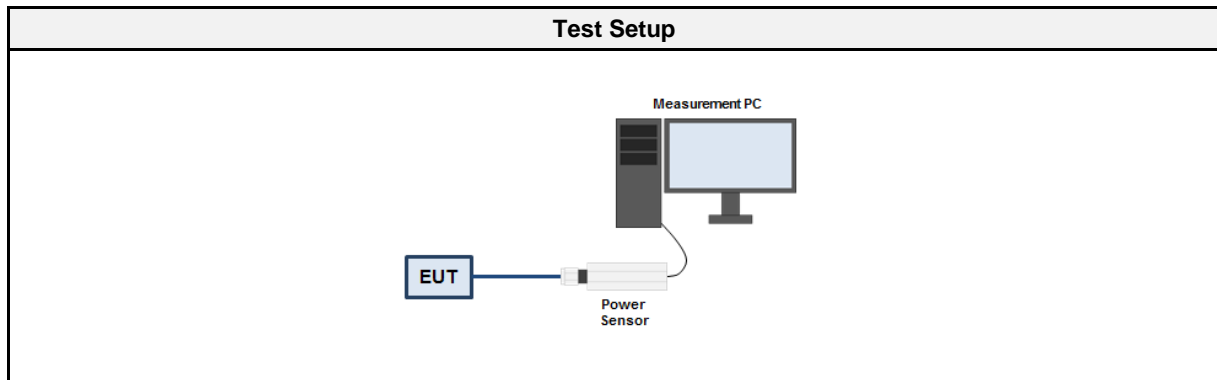 Test Setup
Measurement PC
EUT
Power
Sensor